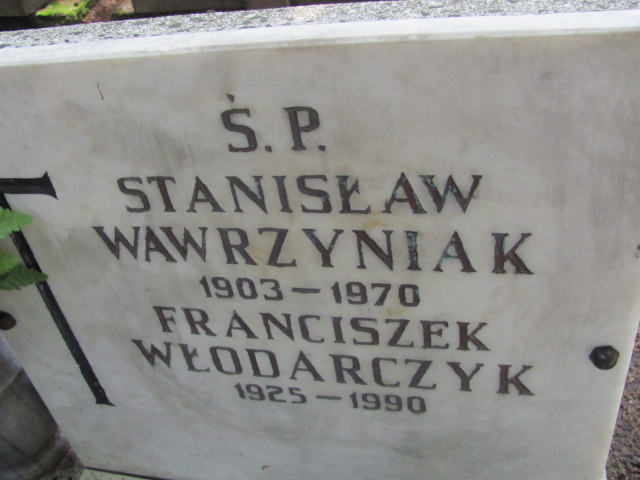 Ś. P.
STANISŁAW
WAWRZYNIAK
1903 – 1970
FRANCISZEK
WŁODARCZYK
1925 – 1990